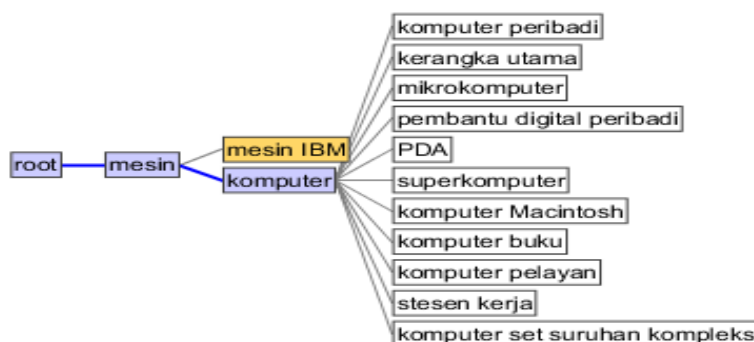 root
mesin
mesin IBM
komputer
komputer peribadi
kerangka utama
mikrokomputer
pembantu digital peribadi
PDA
superkomputer
komputer Macintosh
komputer buku
komputer pelayan
stesen kerja
komputer set suruhan kompleks